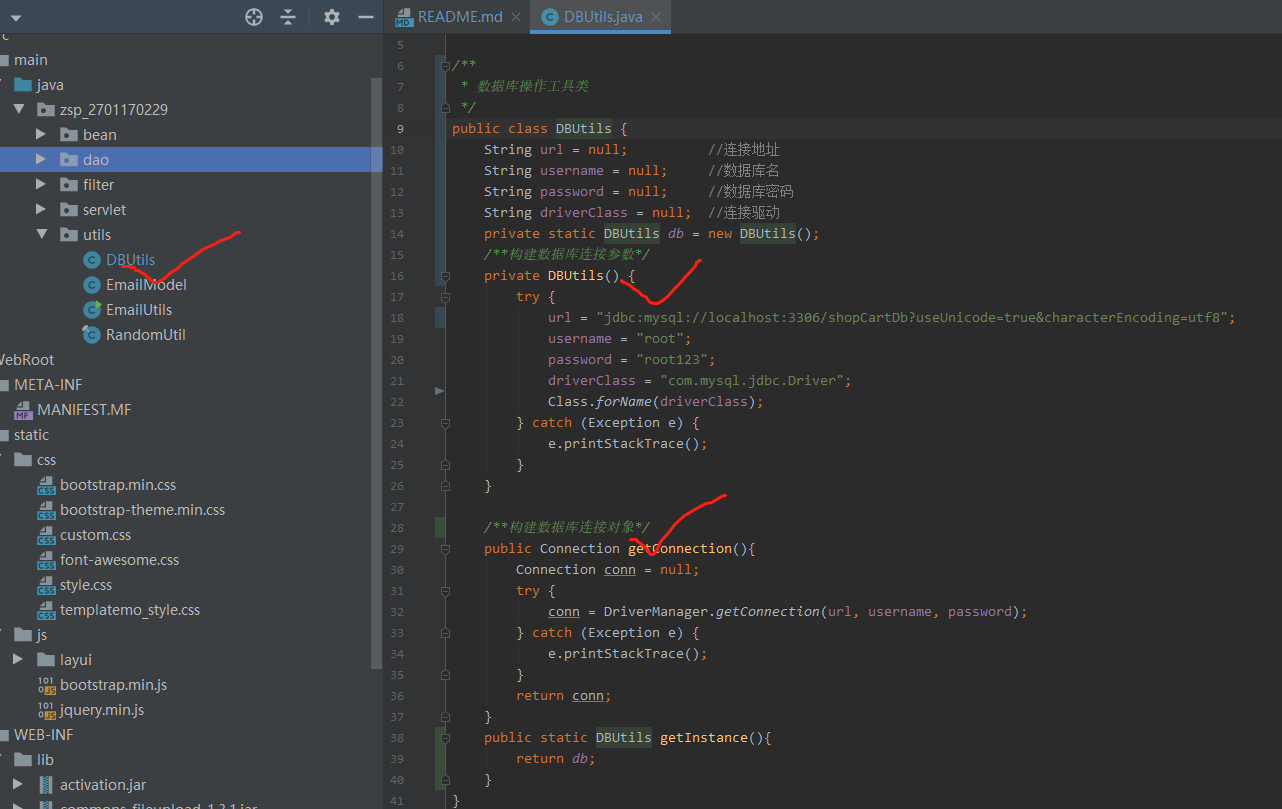 README.md
DBUtils.java
main
java
zsp_2701170229
bean
dao
filter
servlet
utils
DBUtils
EmailModel
EmailUtils
RandomUtil
WebRoot
META-INF
MANIFEST.MF
static
css
bootstrap.min.css
bootstrap-theme.min.css
custom.css
font-awesome.css
style.css
templatemo_style.css
js
layui
bootstrap.min.js
jquery.min.js
WEB-INF
lib
activation.jar
commons-fileupload-1.2.1.jar
5
6 /**
7 * 数据库操作工具类
8 */
9 public class DBUtils {
10 String url = null; //连接地址
11 String username = null; //数据库名
12 String password = null; //数据库密码
13 String driverClass = null; //连接驱动
14 private static DBUtils db = new DBUtils();
15 /**构建数据库连接参数*/
16 private DBUtils() {
17 try {
18 url = "jdbc:mysql://localhost:3306/shopCartDb?useUnicode=true&characterEncoding=utf8";
19 username = "root";
20 password = "root123";
21 driverClass = "com.mysql.jdbc.Driver";
22 Class.forName(driverClass);
23 } catch (Exception e) {
24 e.printStackTrace();
25 }
26 }
27
28 /**构建数据库连接对象*/
29 public Connection getConnection(){
30 Connection conn = null;
31 try {
32 conn = DriverManager.getConnection(url, username, password);
33 } catch (Exception e) {
34 e.printStackTrace();
35 }
36 return conn;
37 }
38 public static DBUtils getInstance(){
39 return db;
40 }
41 }